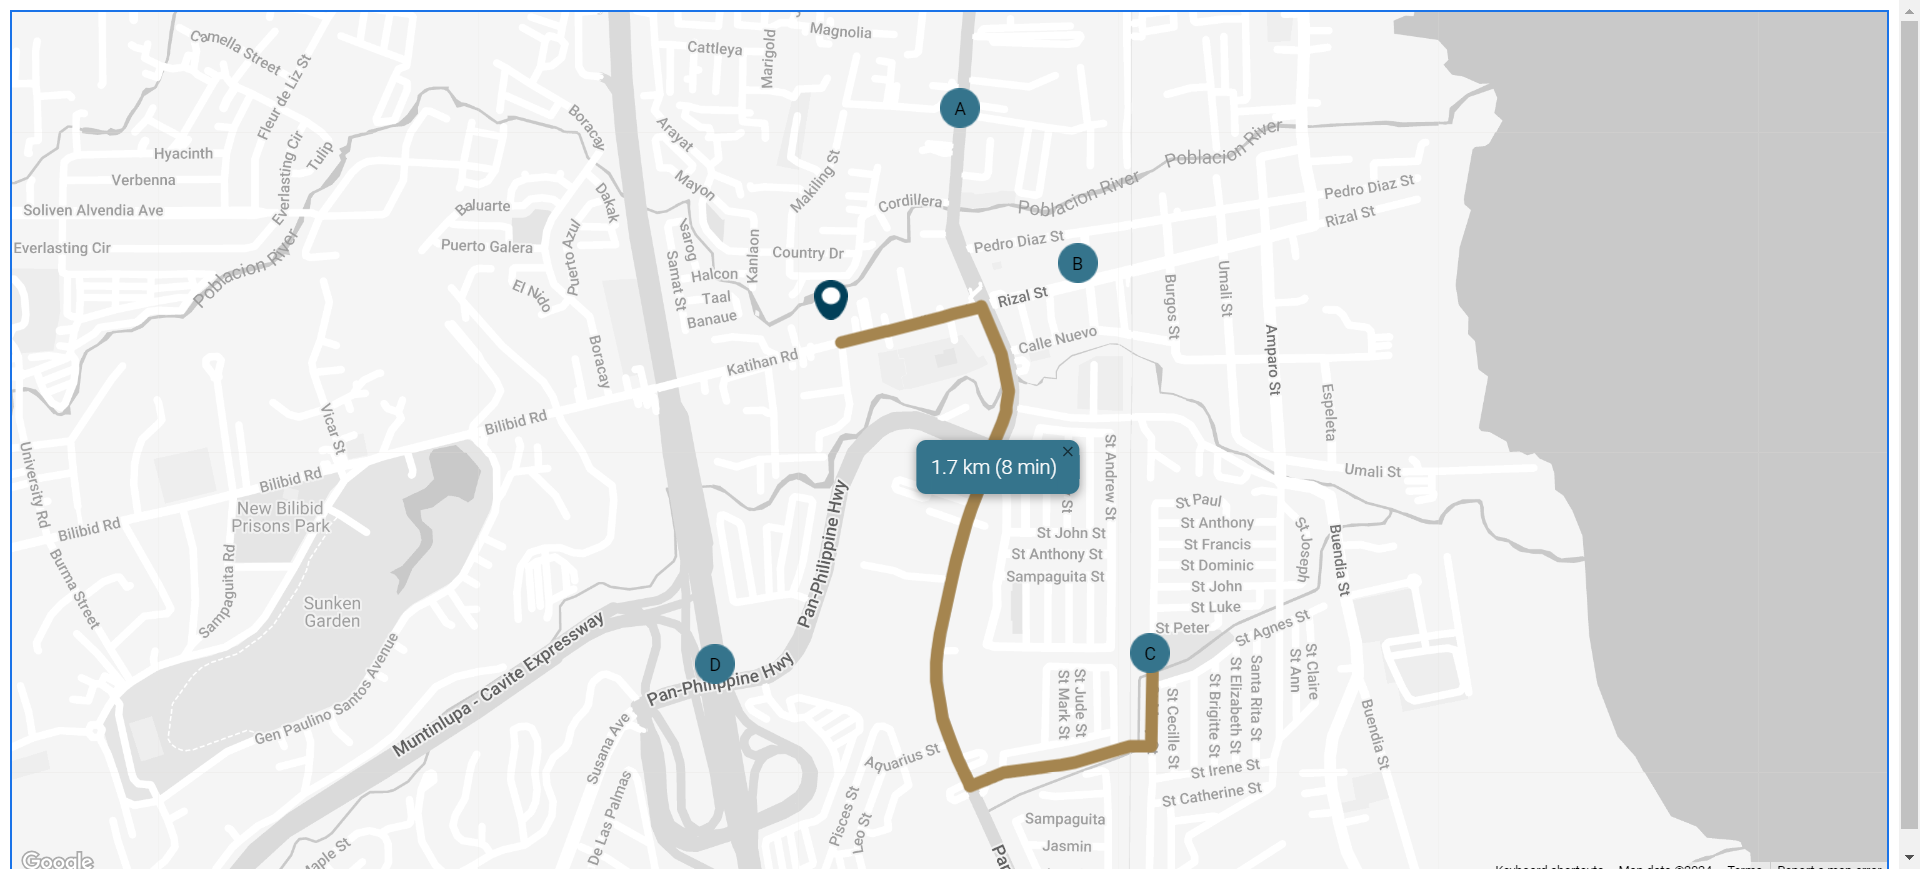 Camella Street
Fleur de Liz St
Hyacinth
Verbenna
Soliven Alvendia Ave
Everlasting Cir
Everlasting Cir
Tulip
Poblacion River
Boracay
Dakak
Baluarte
Puerto Galera
Puerto Azul
El Nido
Boracay
Cattleya
Marigold
Magnolia
Arayat
Mayon
Makiling St
Cordillera
Isarog
Samat St
Kanlaon
Country Dr
Halcon
Taal
Banaue
A
Poblacion River
Poblacion River
Pedro Diaz St
Rizal St
Pedro Diaz St
B
Rizal St
Calle Nuevo
Burgos St
Umali St
Amparo St
Espeleta
Katihan Rd
Bilibid Rd
Vicar St
Bilibid Rd
University Rd
Bilibid Rd
New Bilibid
Prisons Park
Burma Street
Sampaguita Rd
Sunken
Garden
Gen Paulino Santos Avenue
Muntinlupa - Cavite Expressway
Pan-Philippine Hwy
D
Pan-Philippine Hwy
1.7 km (8 min)
St
St Andrew St
St John St
St Anthony St
Sampaguita St
Umali St
St Paul
St Anthony
St Francis
St Dominic
St John
St Luke
St Peter
St Joseph
Buendia St
St Agnes St
C
St Mark St
St Jude St
St Cecille St
St Brigitte St
St Elizabeth St
Santa Rita St
St Ann
St Claire
Buendia St
St Irene St
St Catherine St
Susana Ave
De Las Palmas
Aquarius St
Pisces St
Leo St
Sampaguita
Jasmin
Par
Maple St
Google
Keyboard shortcuts
Map data ©2024
Terms
Report a map error